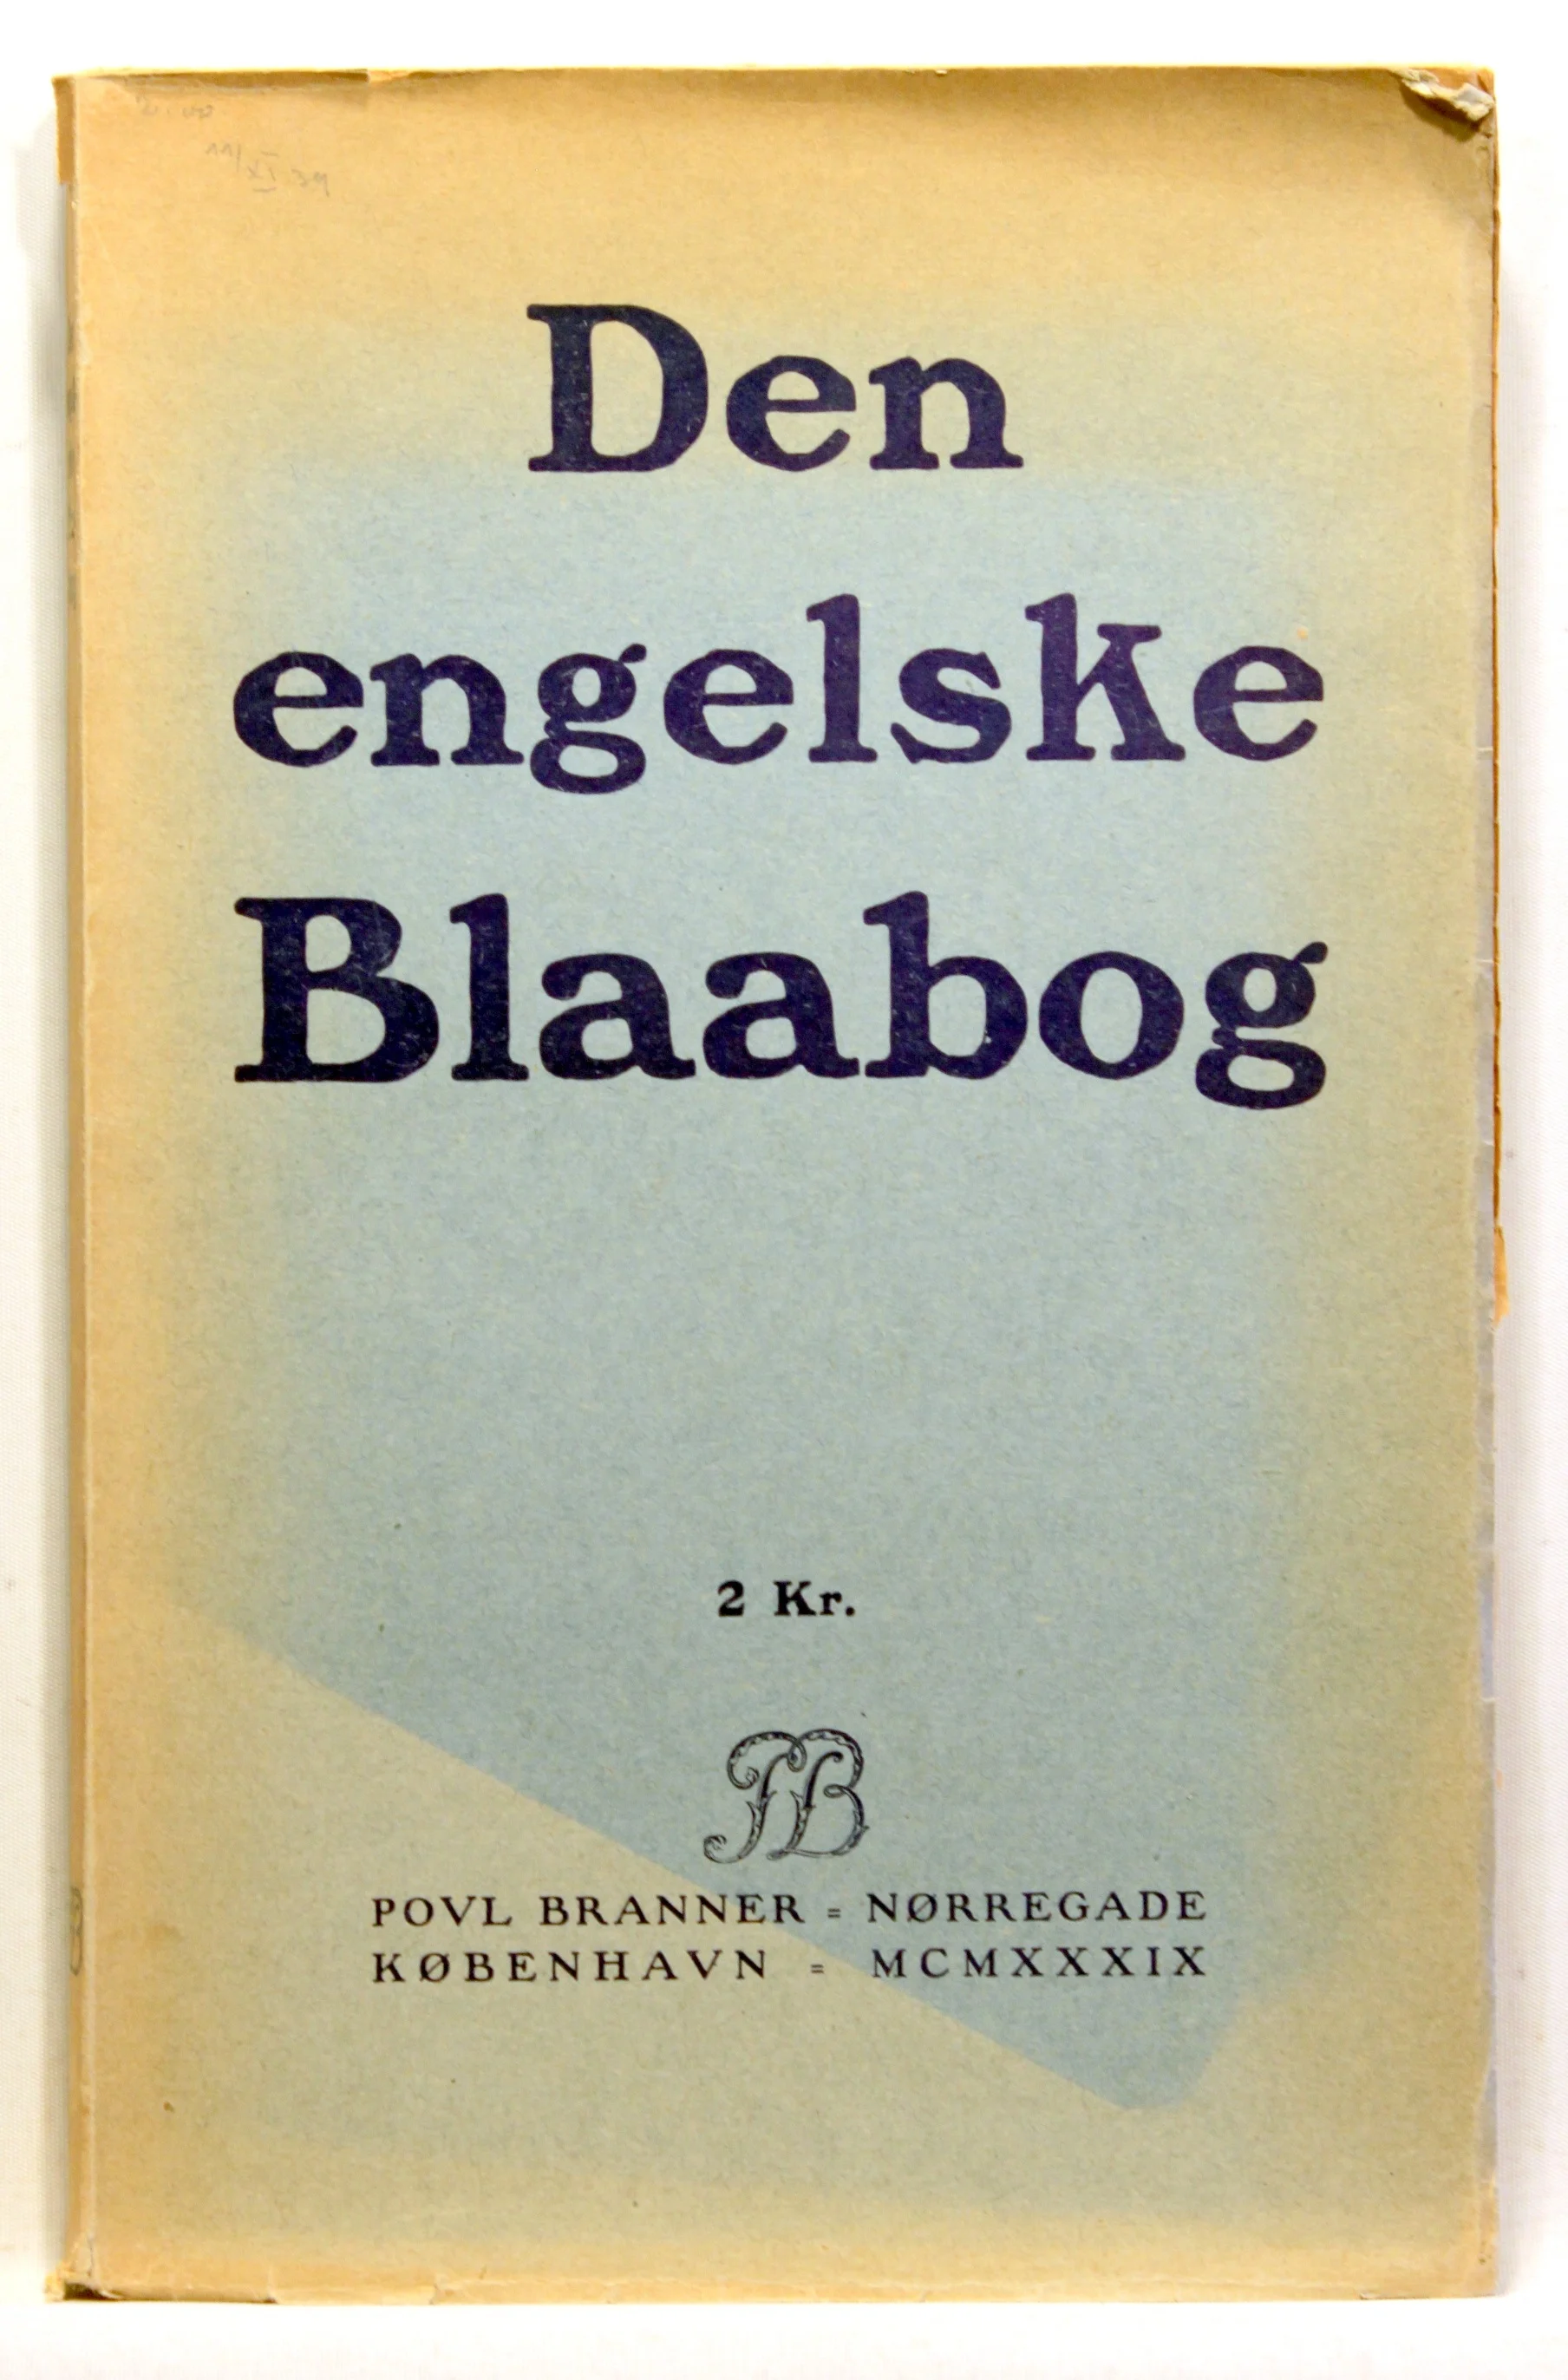 Den
engelske
Blaabog
2 Kr.
PB
POVL BRANNER = NØRREGADE
KØBENHAVN = MCMXXXIX